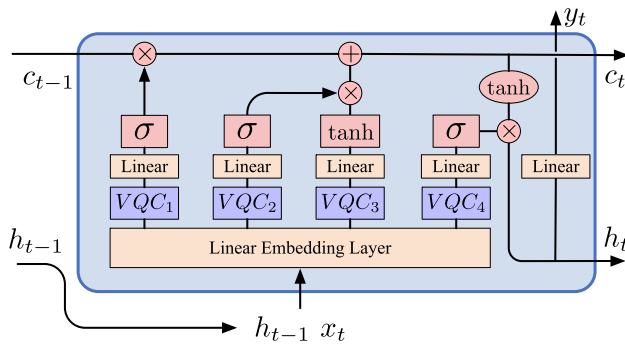 y_t
× +
c_{t-1} c_t
tanh
×
σ σ tanh σ ×
Linear Linear Linear Linear Linear
VQC_1 VQC_2 VQC_3 VQC_4
h_{t-1} Linear Embedding Layer h_t
h_{t-1} x_t